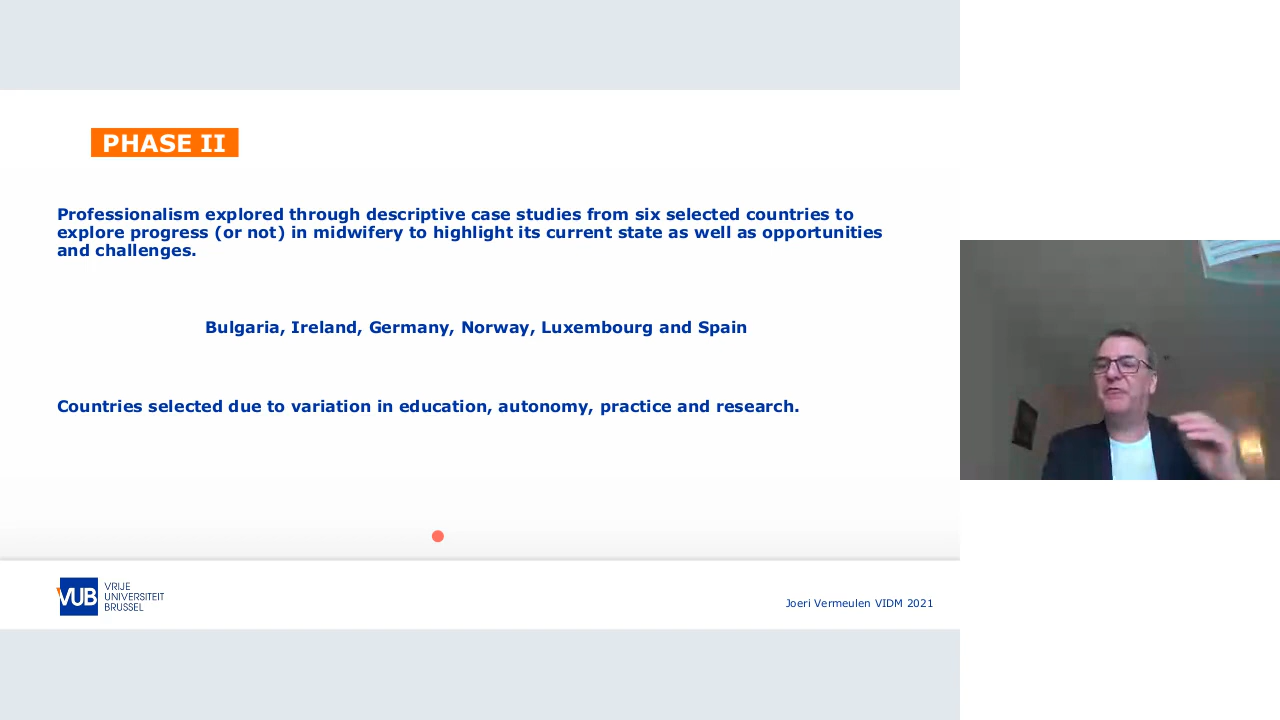 PHASE II
Professionalism explored through descriptive case studies from six selected countries to
explore progress (or not) in midwifery to highlight its current state as well as opportunities
and challenges.
Bulgaria, Ireland, Germany, Norway, Luxembourg and Spain
Countries selected due to variation in education, autonomy, practice and research.
VUB
VRIJE
UNIVERSITEIT
BRUSSEL
Joeri Vermeulen VIDM 2021